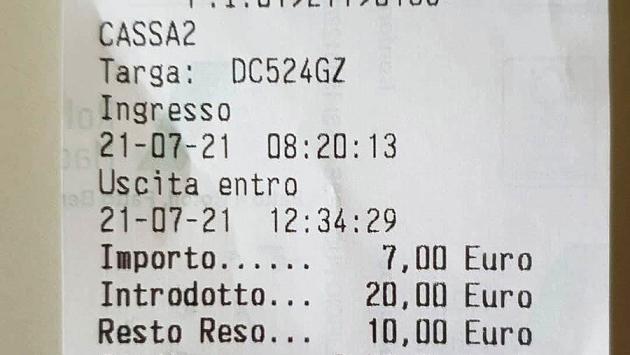 CASSA2
Targa: DC524GZ
Ingresso
21-07-21 08:20:13
Uscita entro
21-07-21 12:34:29
Importo...... 7,00 Euro
Introdotto... 20,00 Euro
Resto Reso... 10,00 Euro